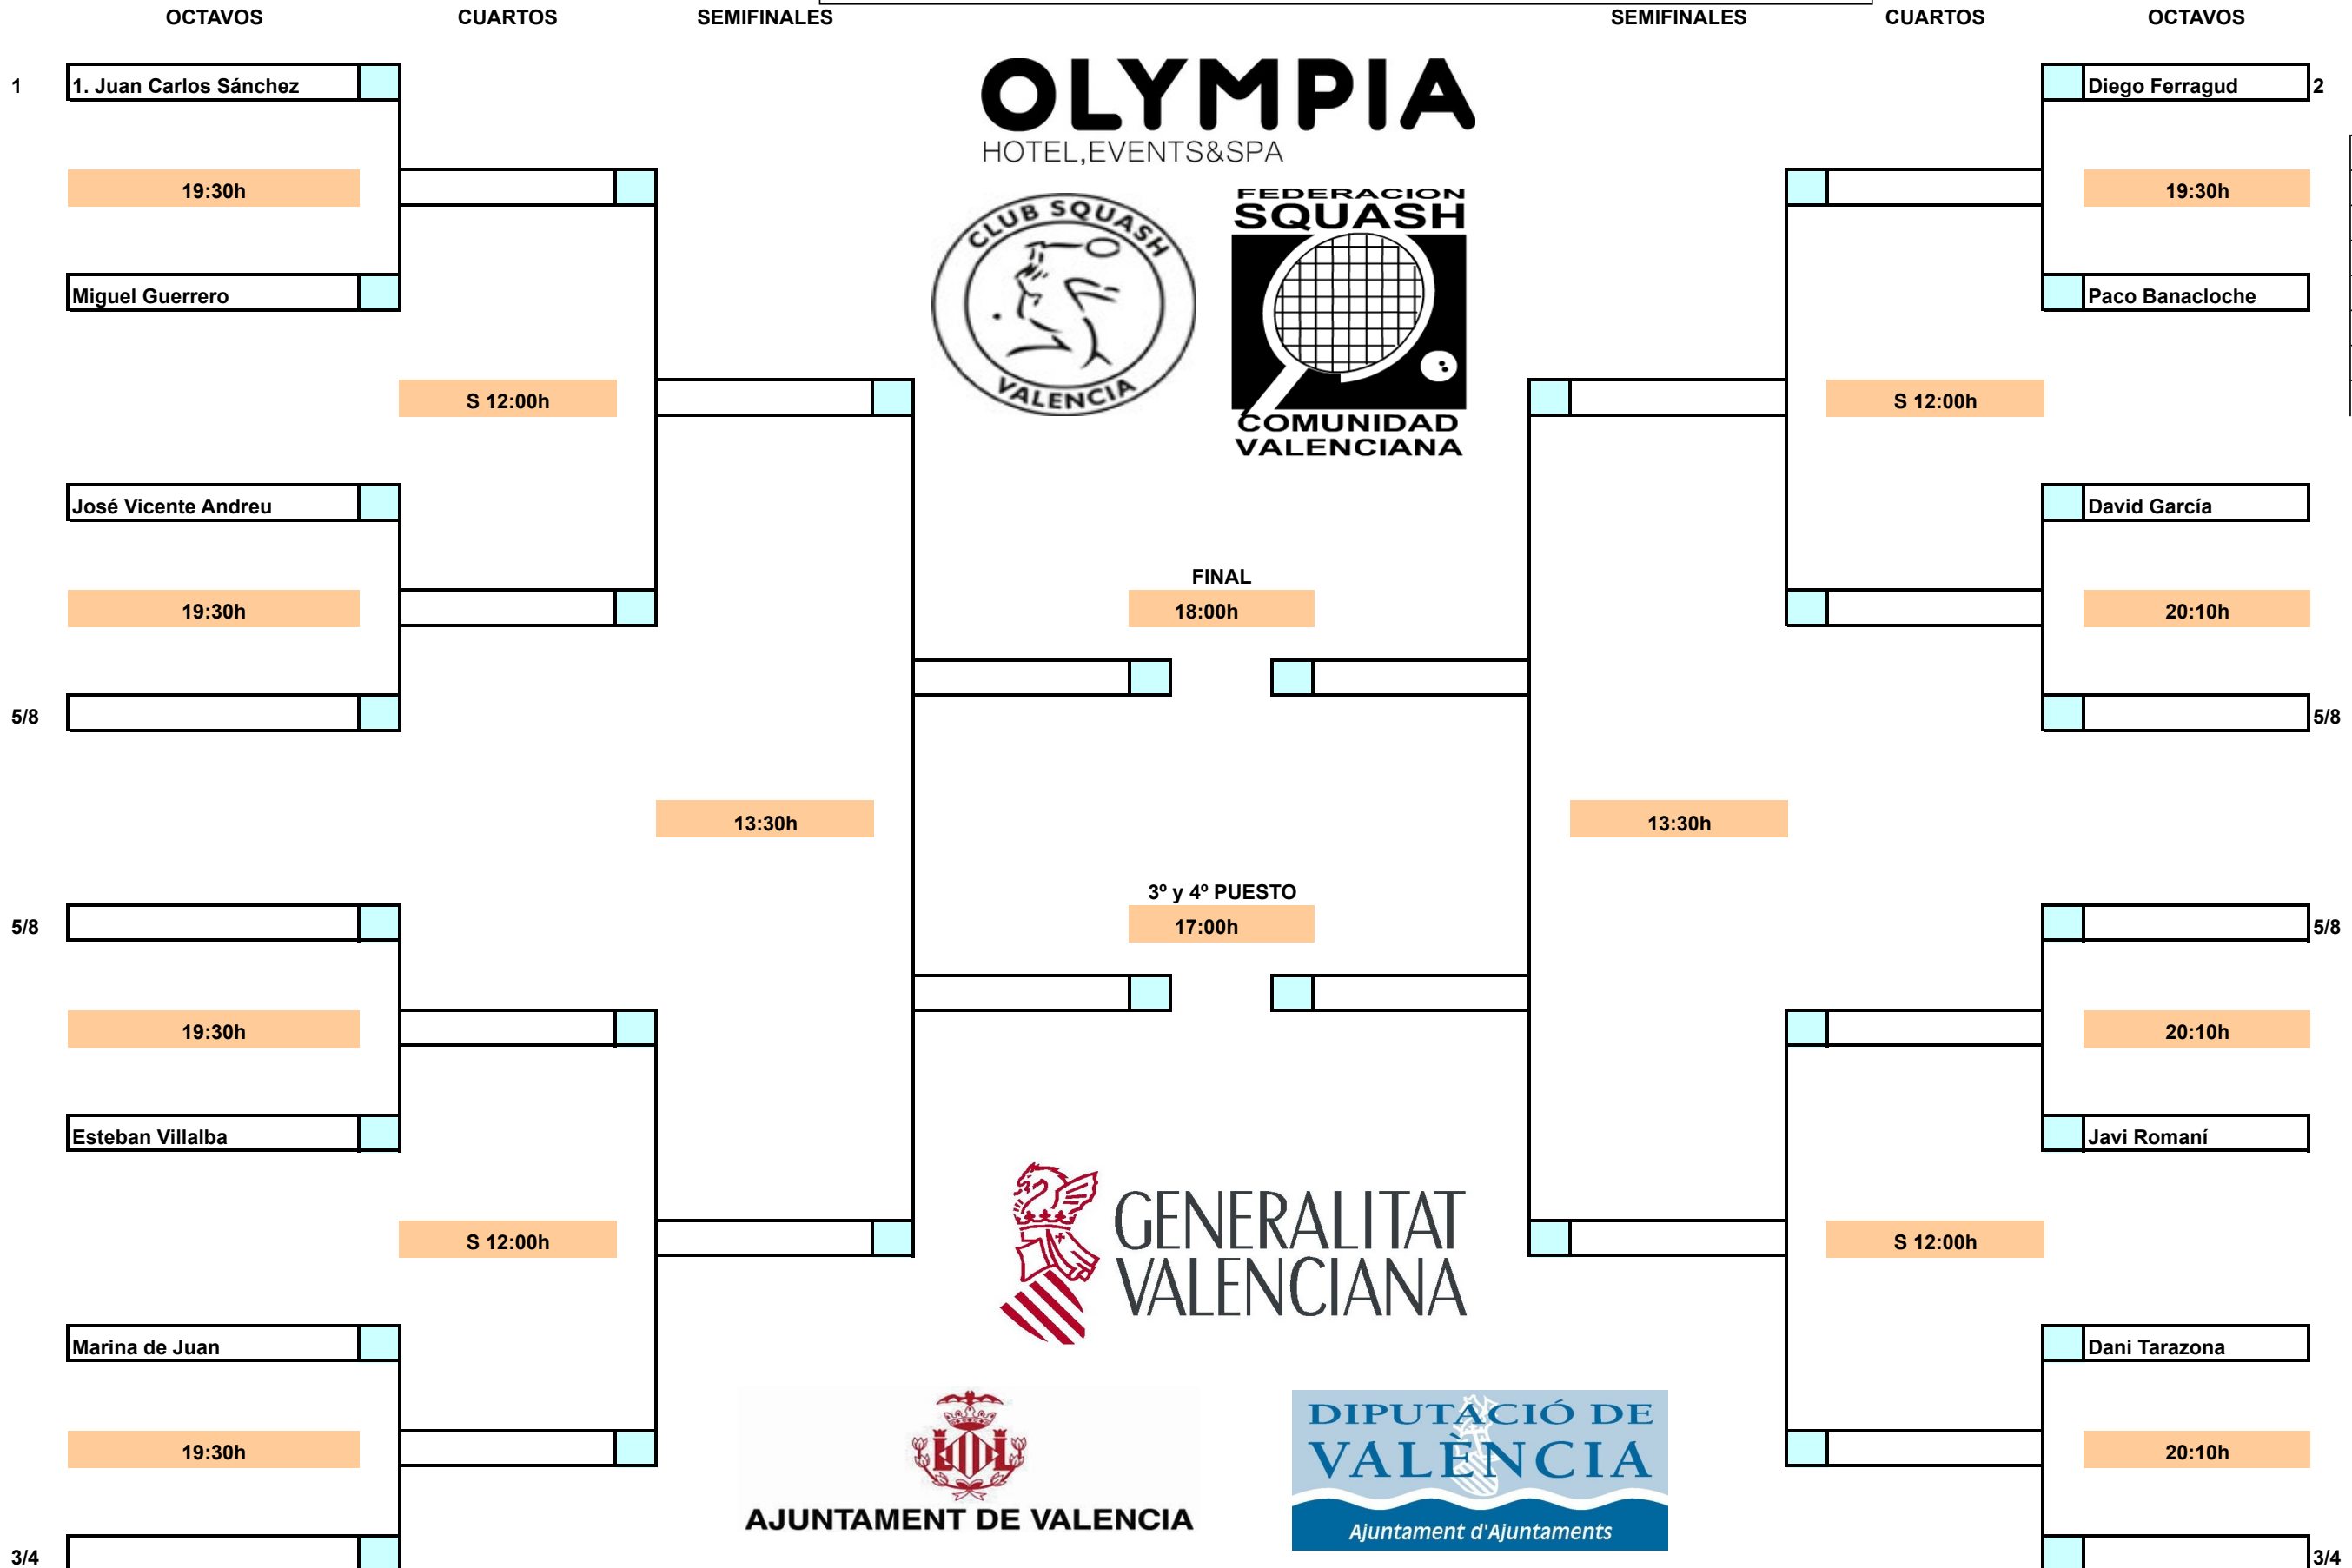 OCTAVOS CUARTOS SEMIFINALES SEMIFINALES CUARTOS OCTAVOS
1 1. Juan Carlos Sánchez Diego Ferragud 2
OLYMPIA
HOTEL,EVENTS&SPA
19:30h 19:30h
CLUB SQUASH
VALENCIA
FEDERACION
SQUASH
COMUNIDAD
VALENCIANA
Miguel Guerrero Paco Banacloche
S 12:00h S 12:00h
José Vicente Andreu David García
FINAL
19:30h 18:00h 20:10h
5/8 5/8
13:30h 13:30h
3º y 4º PUESTO
5/8 17:00h 5/8
19:30h 20:10h
Esteban Villalba Javi Romaní
GENERALITAT
VALENCIANA
S 12:00h S 12:00h
Marina de Juan Dani Tarazona
DIPUTACIÓ DE
VALÈNCIA
Ajuntament d'Ajuntaments
19:30h 20:10h
AJUNTAMENT DE VALENCIA
3/4 3/4